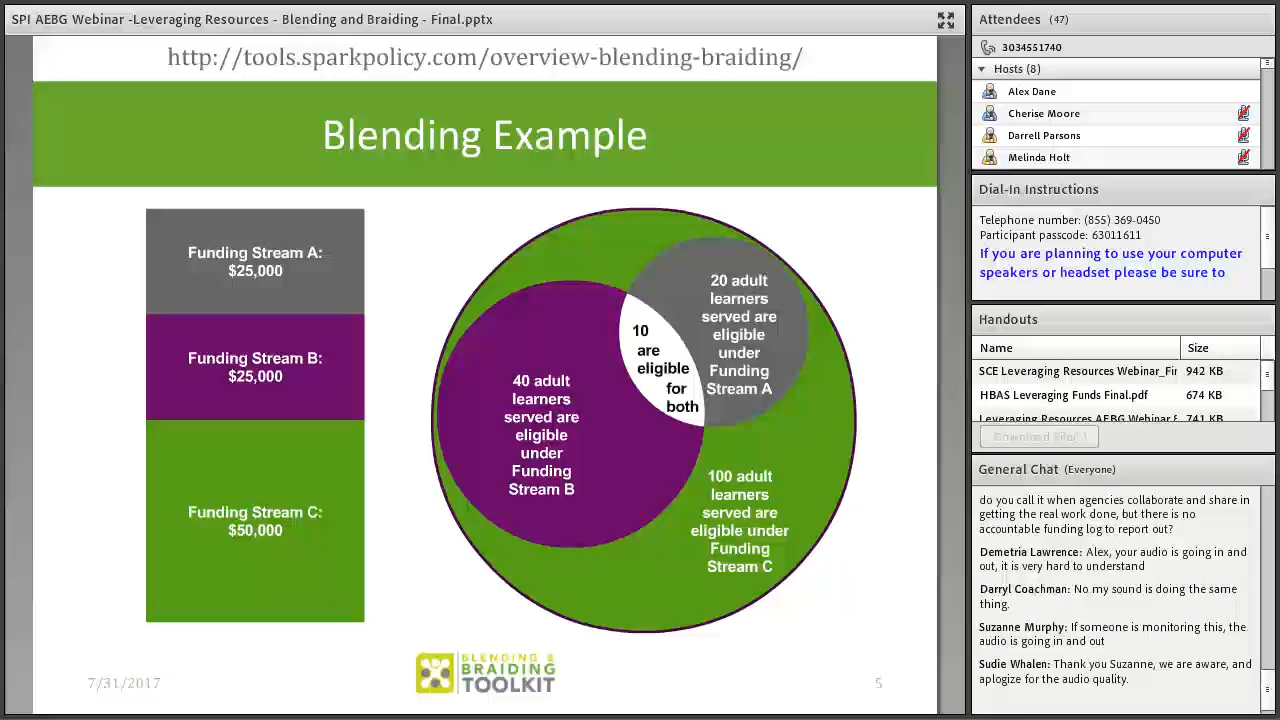 SPI AEBG Webinar -Leveraging Resources - Blending and Braiding - Final.pptx
http://tools.sparkpolicy.com/overview-blending-braiding/
Blending Example
Funding Stream A:
$25,000
Funding Stream B:
$25,000
Funding Stream C:
$50,000
20 adult
learners
served are
eligible
under
Funding
Stream A
10
are
eligible
for
both
40 adult
learners
served are
eligible
under
Funding
Stream B
100 adult
learners
served are
eligible under
Funding
Stream C
BLENDING &
BRAIDING
TOOLKIT
7/31/2017
5
Attendees (47)
3034551740
Hosts (8)
Alex Dane
Cherise Moore
Darrell Parsons
Melinda Holt
Dial-In Instructions
Telephone number: (855) 369-0450
Participant passcode: 63011611
If you are planning to use your computer
speakers or headset please be sure to
Handouts
Name Size
SCE Leveraging Resources Webinar_Fir 942 KB
HBAS Leveraging Funds Final.pdf 674 KB
Leveraging Resources AEBG Webinar 741 KB
Download File(s)
General Chat (Everyone)
do you call it when agencies collaborate and share in
getting the real work done, but there is no
accountable funding log to report out?
Demetria Lawrence: Alex, your audio is going in and
out, it is very hard to understand
Darryl Coachman: No my sound is doing the same
thing.
Suzanne Murphy: If someone is monitoring this, the
audio is going in and out
Sudie Whalen: Thank you Suzanne, we are aware, and
aplogize for the audio quality.